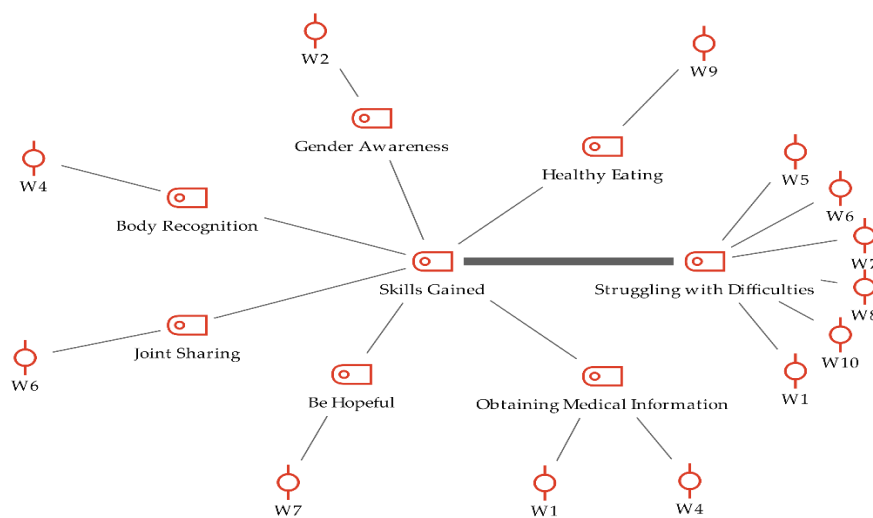 W2
W9
Gender Awareness
W5
Healthy Eating
W4
W6
Body Recognition
W7
Skills Gained
Struggling with Difficulties
W8
Joint Sharing
W10
W6
W1
Be Hopeful
Obtaining Medical Information
W7
W1
W4